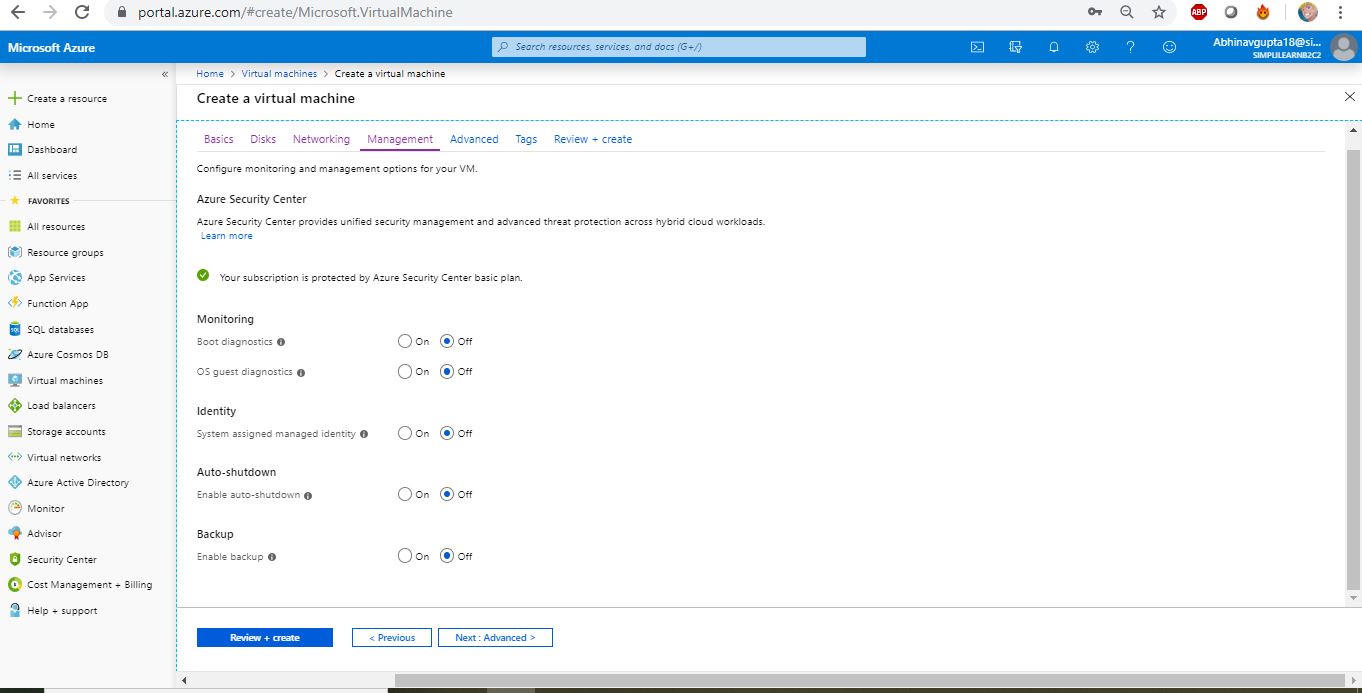 portal.azure.com/#create/Microsoft.VirtualMachine
ABP
Microsoft Azure
Search resources, services, and docs (G+/)
Abhinavgupta18@si...
SIMPLILEARNB2C2
«
Create a resource
Home
Dashboard
All services
FAVORITES
All resources
Resource groups
App Services
Function App
SQL databases
Azure Cosmos DB
Virtual machines
Load balancers
Storage accounts
Virtual networks
Azure Active Directory
Monitor
Advisor
Security Center
Cost Management + Billing
Help + support
Home > Virtual machines > Create a virtual machine
Create a virtual machine
Basics Disks Networking Management Advanced Tags Review + create
Configure monitoring and management options for your VM.
Azure Security Center
Azure Security Center provides unified security management and advanced threat protection across hybrid cloud workloads.
Learn more
Your subscription is protected by Azure Security Center basic plan.
Monitoring
Boot diagnostics On Off
OS guest diagnostics On Off
Identity
System assigned managed identity On Off
Auto-shutdown
Enable auto-shutdown On Off
Backup
Enable backup On Off
Review + create < Previous Next : Advanced >